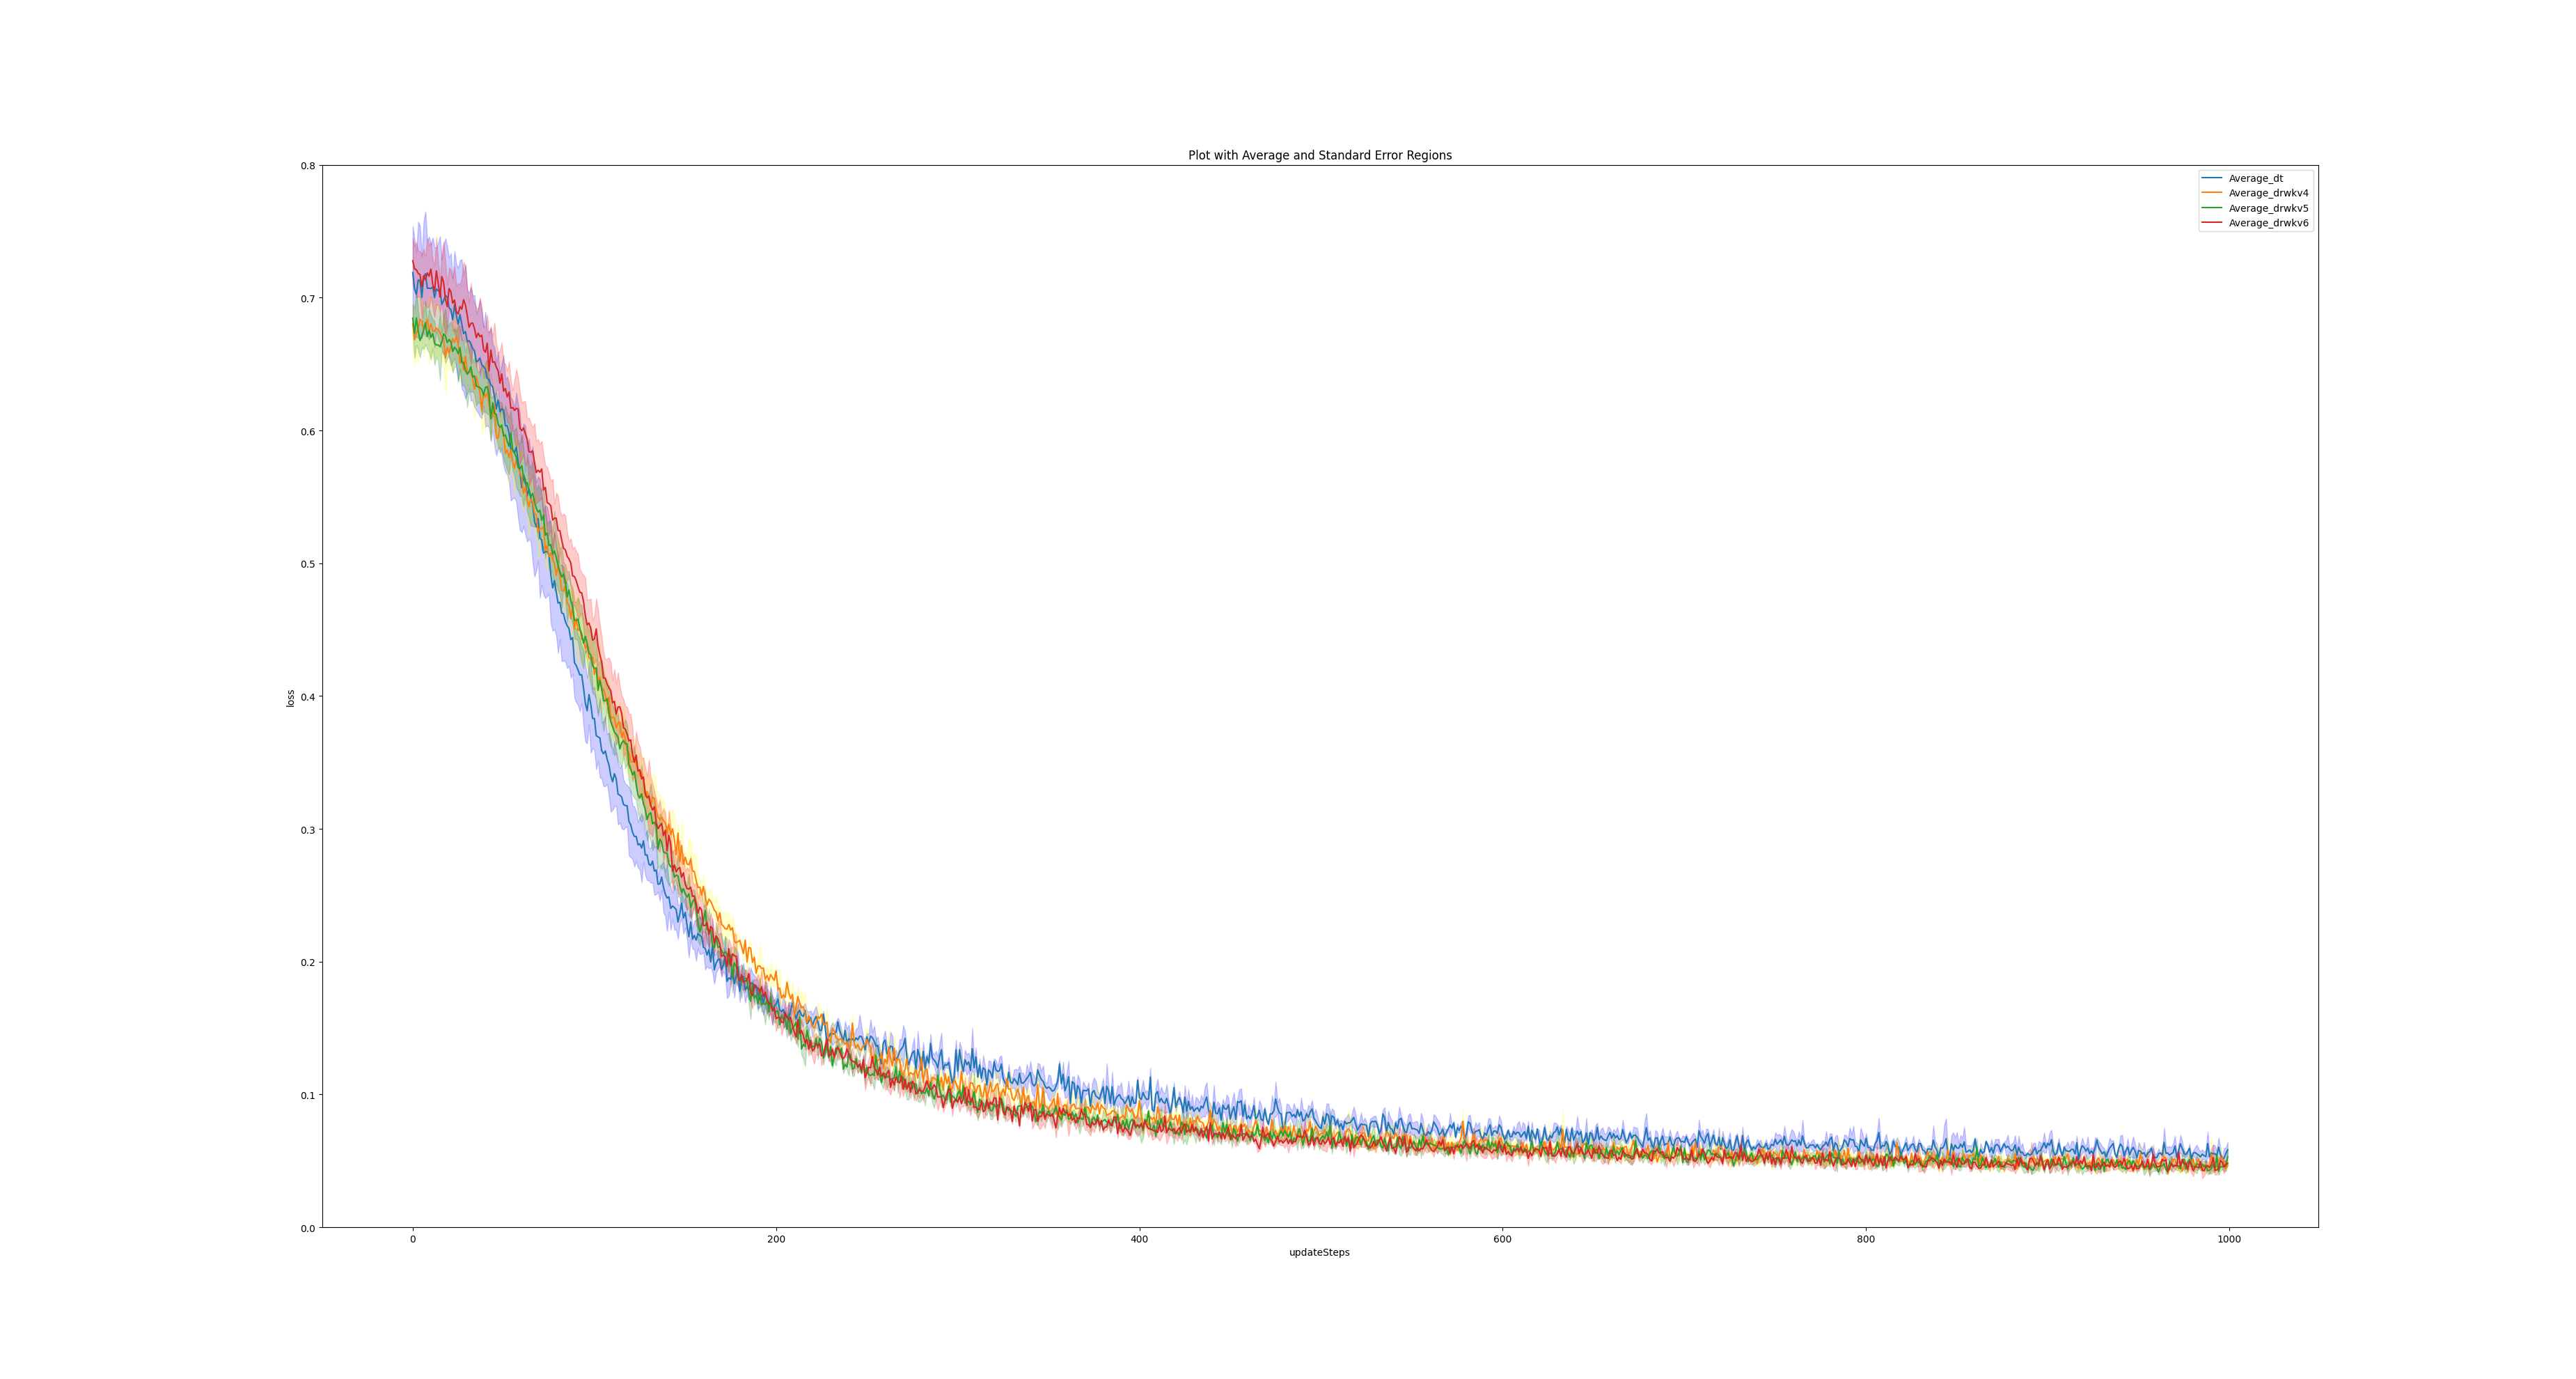 Plot with Average and Standard Error Regions
Average_dt
Average_drwkv4
Average_drwkv5
Average_drwkv6
0.8
0.7
0.6
0.5
0.4
0.3
0.2
0.1
0.0
loss
0 200 400 600 800 1000
updateSteps